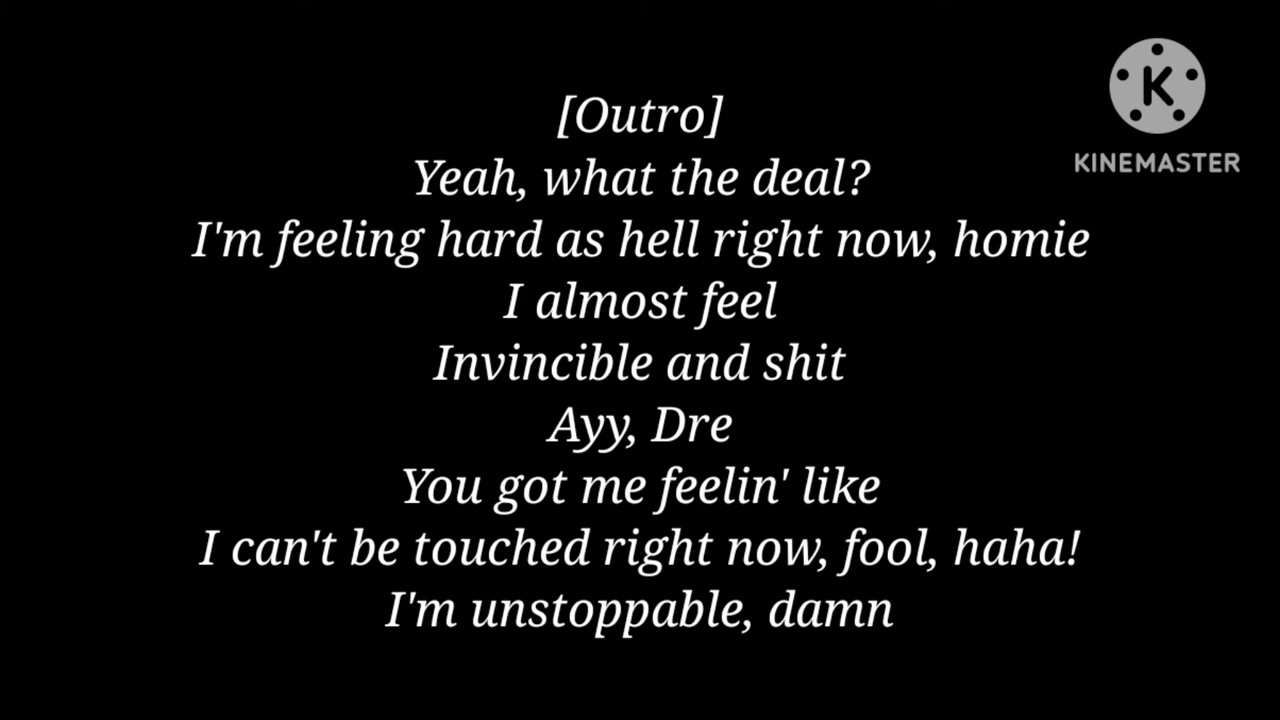 [Outro]
Yeah, what the deal?
I'm feeling hard as hell right now, homie
I almost feel
Invincible and shit
Ayy, Dre
You got me feelin' like
I can't be touched right now, fool, haha!
I'm unstoppable, damn
K
KINEMASTER